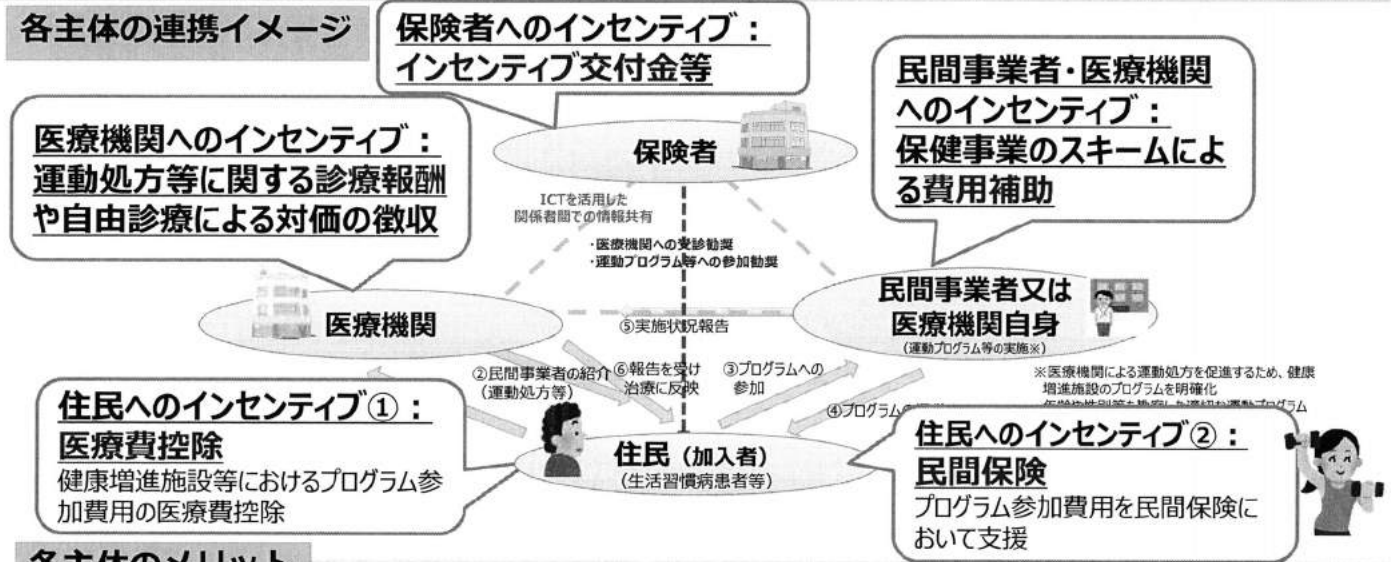 各主体の連携イメージ
保険者へのインセンティブ：
インセンティブ交付金等
民間事業者・医療機関
へのインセンティブ：
保健事業のスキームによ
る費用補助
医療機関へのインセンティブ：
運動処方等に関する診療報酬
や自由診療による対価の徴収
保険者
ICTを活用した
関係者間での情報共有
・医療機関への受診勧奨
・運動プログラム等への参加勧奨
医療機関
民間事業者又は
医療機関自身
（運動プログラム等の実施※）
⑤実施状況報告
②民間事業者の紹介
（運動処方等）
⑥報告を受け
治療に反映
③プログラムへの
参加
④プログラムの
※医療機関による運動処方を促進するため、健康
増進施設のプログラムを明確化
住民へのインセンティブ①：
医療費控除
健康増進施設等におけるプログラム参
加費用の医療費控除
住民（加入者）
（生活習慣病患者等）
住民へのインセンティブ②：
民間保険
プログラム参加費用を民間保険に
おいて支援
各主体のメリット